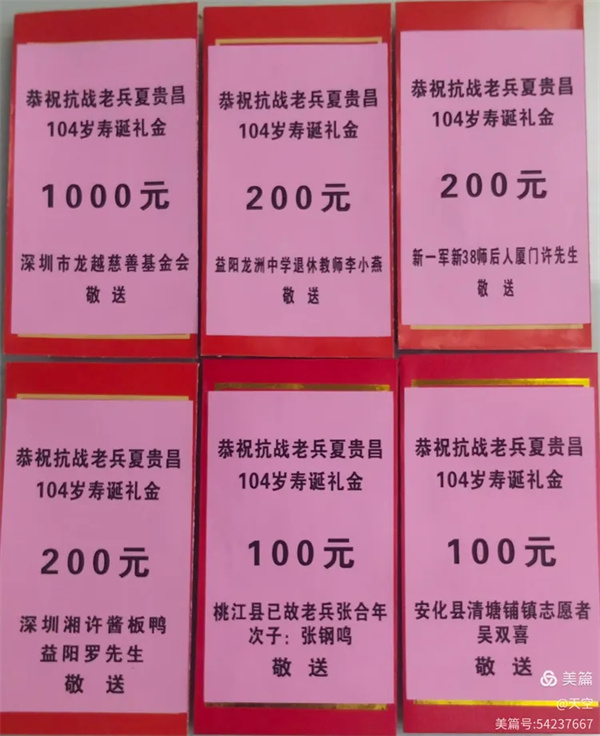 恭祝抗战老兵夏贵昌
104岁寿诞礼金
1000元
深圳市龙越慈善基金会
敬 送
恭祝抗战老兵夏贵昌
104岁寿诞礼金
200元
益阳龙洲中学退休教师李小燕
敬 送
恭祝抗战老兵夏贵昌
104岁寿诞礼金
200元
新一军新38师后人厦门许先生
敬 送
恭祝抗战老兵夏贵昌
104岁寿诞礼金
200元
深圳湘许酱板鸭
益阳罗先生
敬 送
恭祝抗战老兵夏贵昌
104岁寿诞礼金
100元
桃江县已故老兵张合年
次子：张钢鸣
敬 送
恭祝抗战老兵夏贵昌
104岁寿诞礼金
100元
安化县清塘铺镇志愿者
吴双喜
敬 送
美篇
@天空
美篇号:54237667